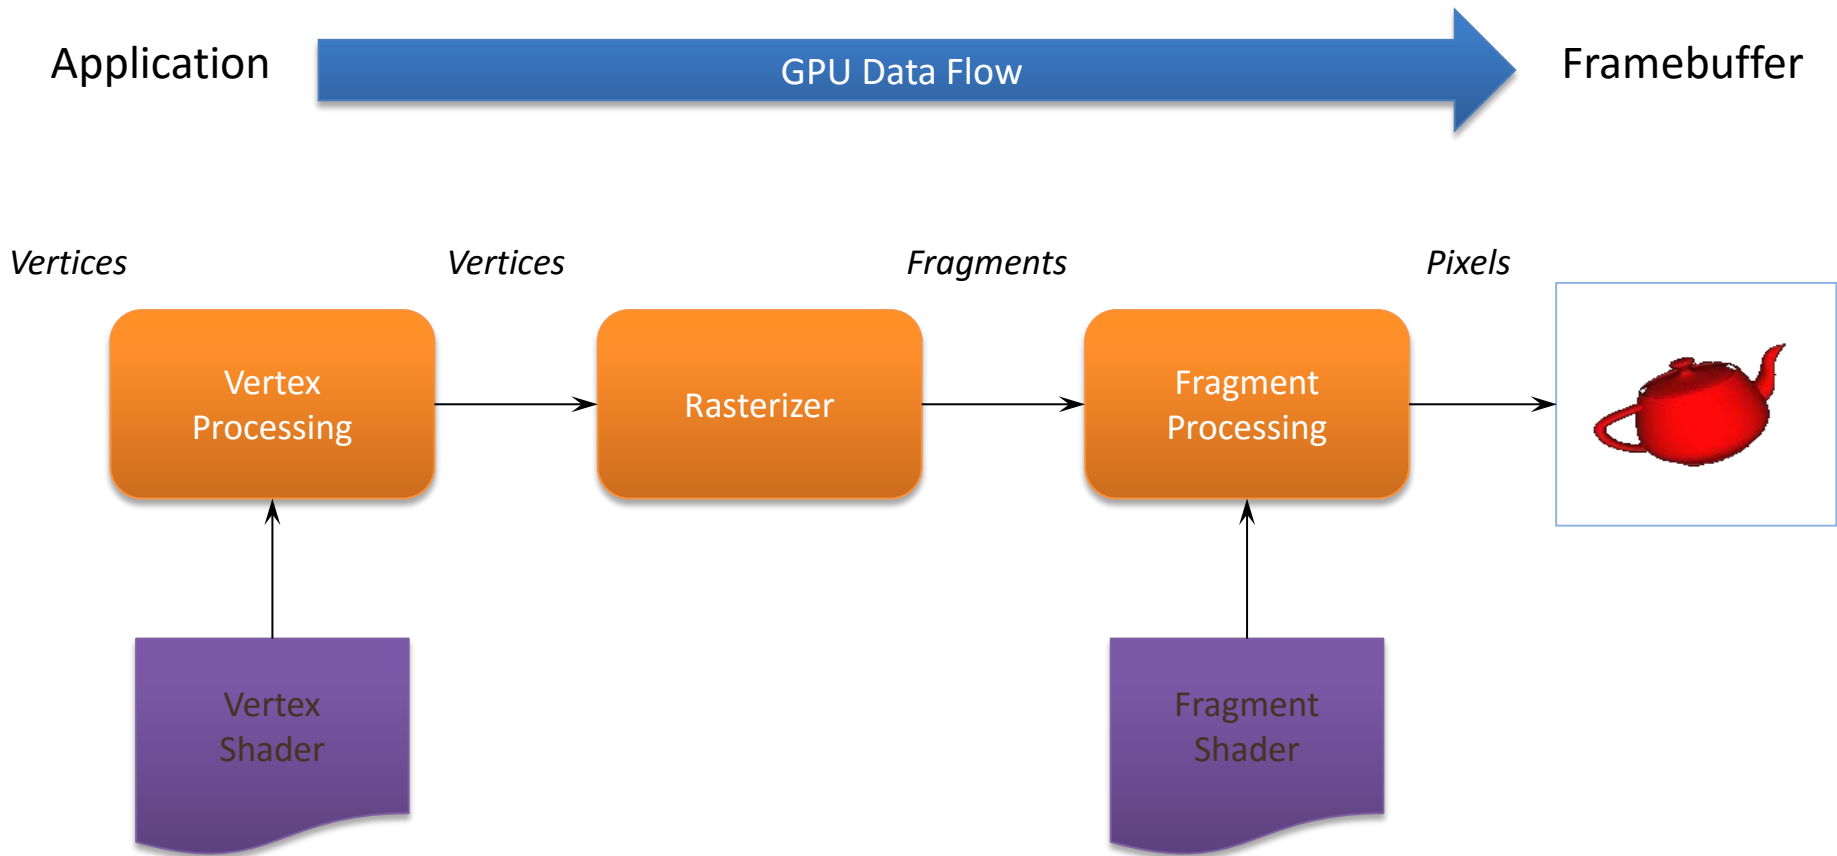 Application
GPU Data Flow
Framebuffer
Vertices
Vertices
Fragments
Pixels
Vertex
Processing
Rasterizer
Fragment
Processing
Vertex
Shader
Fragment
Shader